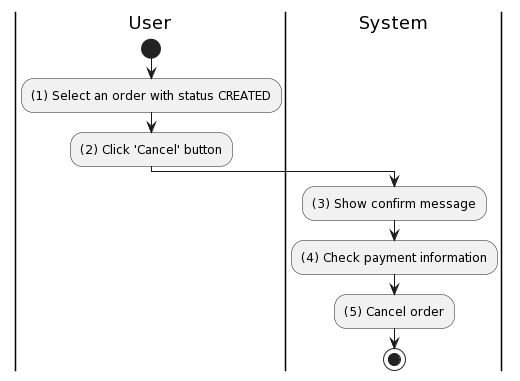 User
System
(1) Select an order with status CREATED
(2) Click 'Cancel' button
(3) Show confirm message
(4) Check payment information
(5) Cancel order